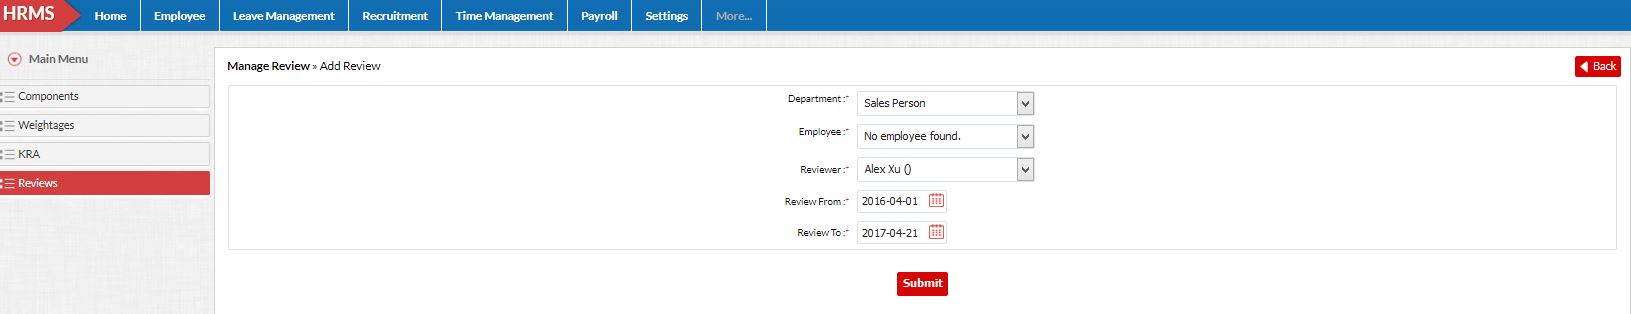 HRMS Home Employee Leave Management Recruitment Time Management Payroll Settings More...
Main Menu
Components
Weightages
KRA
Reviews
Manage Review » Add Review
Back
Department :* Sales Person
Employee :* No employee found.
Reviewer :* Alex Xu ()
Review From :* 2016-04-01
Review To :* 2017-04-21
Submit